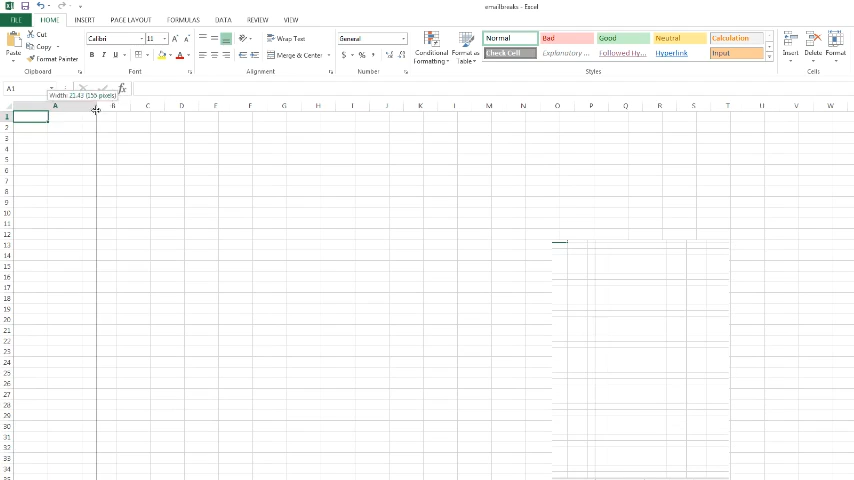 emailbreaks - Excel
FILE HOME INSERT PAGE LAYOUT FORMULAS DATA REVIEW VIEW
Paste Cut Copy Format Painter Clipboard
Calibri 11 B I U Font
Wrap Text Merge & Center Alignment
General $ % , Number
Conditional Formatting Format as Table
Normal Bad Good Neutral Calculation
Check Cell Explanatory ... Followed Hy... Hyperlink Input
Styles
Insert Delete Format Cells
A1 fx
Width: 21.43 (155 pixels)
A B C D E F G H I J K L M N O P Q R S T U V W
1
2
3
4
5
6
7
8
9
10
11
12
13
14
15
16
17
18
19
20
21
22
23
24
25
26
27
28
29
30
31
32
33
34